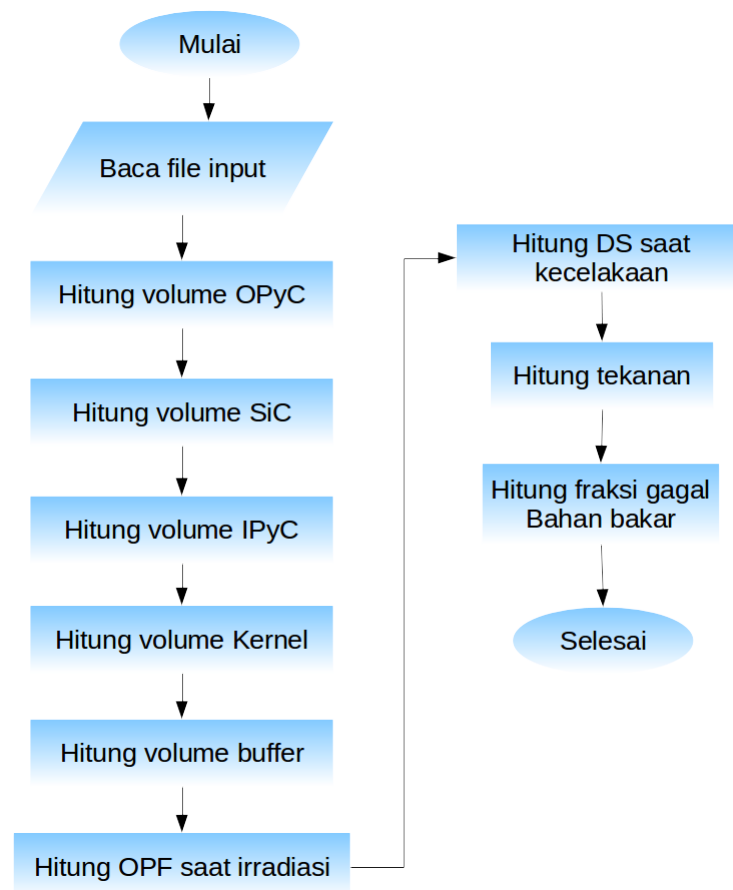 Mulai
Baca file input
Hitung volume OPyC
Hitung volume SiC
Hitung volume IPyC
Hitung volume Kernel
Hitung volume buffer
Hitung OPF saat irradiasi
Hitung DS saat
kecelakaan
Hitung tekanan
Hitung fraksi gagal
Bahan bakar
Selesai